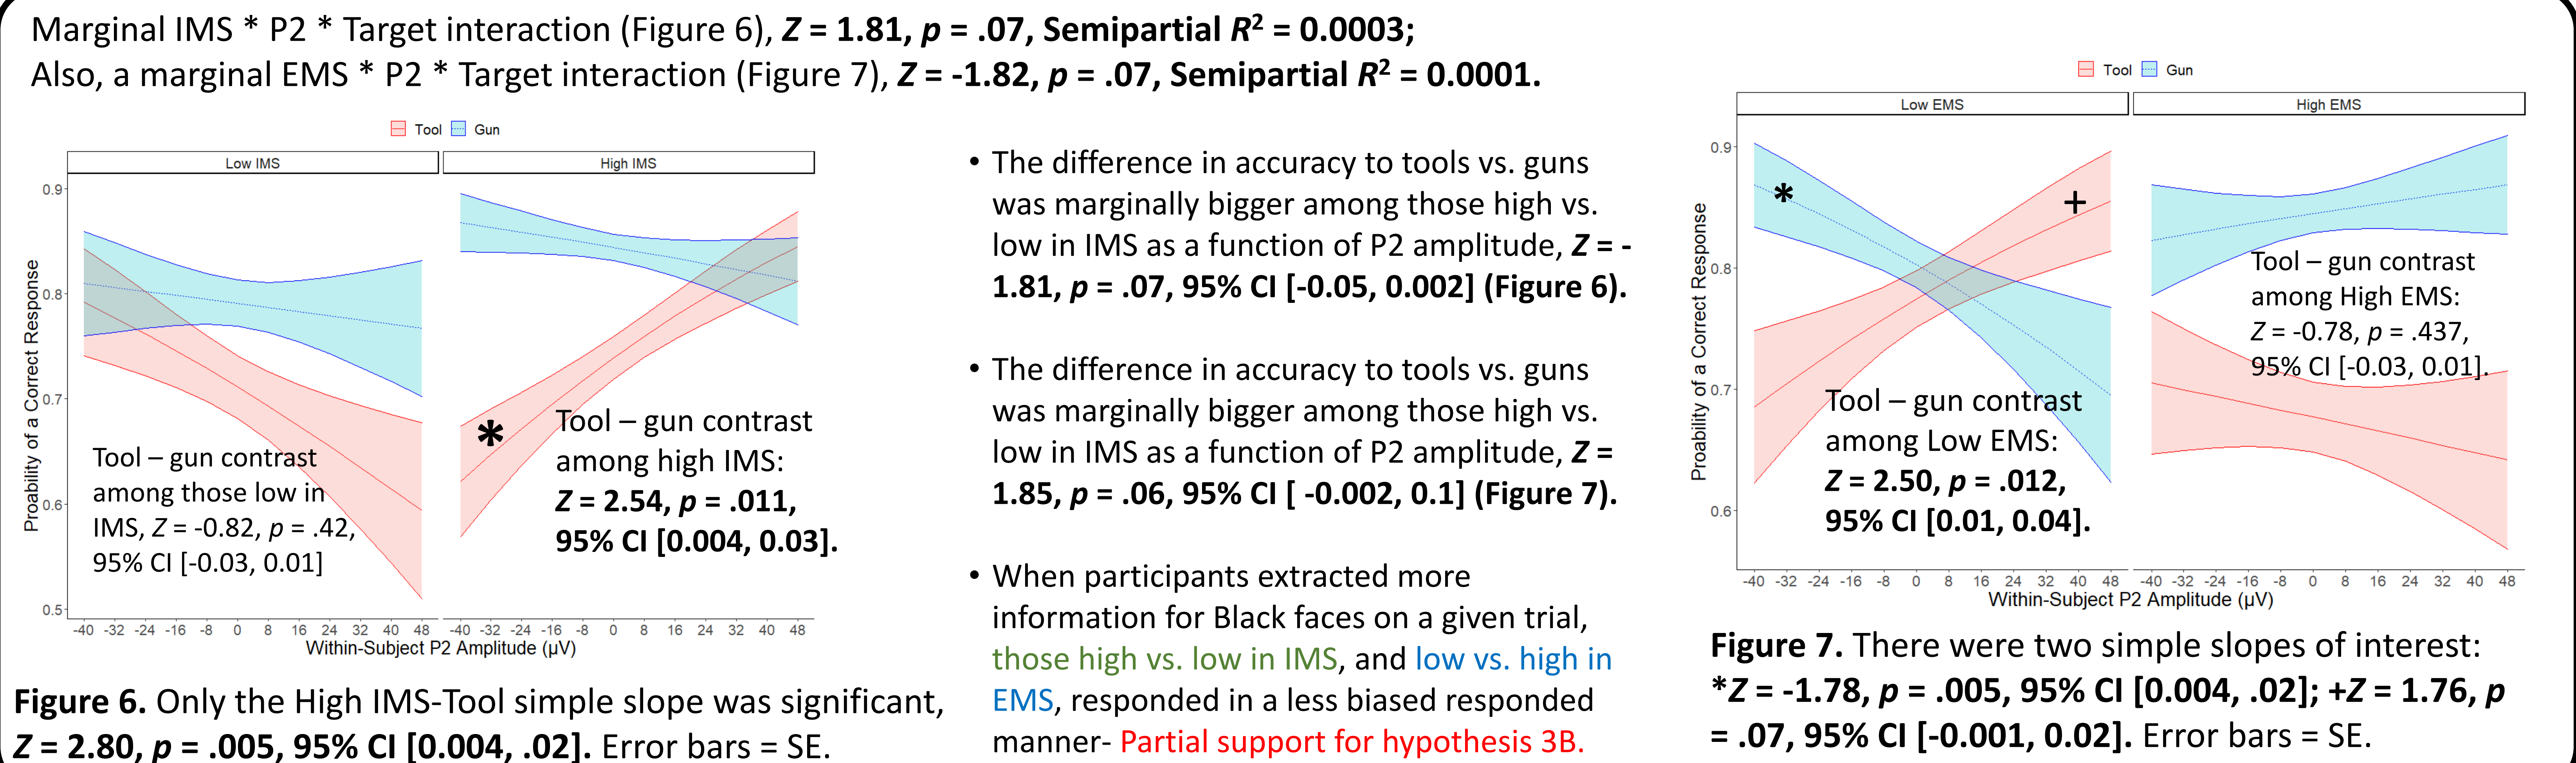 Marginal IMS * P2 * Target interaction (Figure 6), Z = 1.81, p = .07, Semipartial R² = 0.0003;
Also, a marginal EMS * P2 * Target interaction (Figure 7), Z = -1.82, p = .07, Semipartial R² = 0.0001.
Tool Gun
Low IMS High IMS
Proability of a Correct Response
0.9
0.8
0.7
0.6
0.5
Tool – gun contrast
among those low in
IMS, Z = -0.82, p = .42,
95% CI [-0.03, 0.01]
*
Tool – gun contrast
among high IMS:
Z = 2.54, p = .011,
95% CI [0.004, 0.03].
-40 -32 -24 -16 -8 0 8 16 24 32 40 48 -40 -32 -24 -16 -8 0 8 16 24 32 40 48
Within-Subject P2 Amplitude (µV)
Figure 6. Only the High IMS-Tool simple slope was significant,
Z = 2.80, p = .005, 95% CI [0.004, .02]. Error bars = SE.
• The difference in accuracy to tools vs. guns
was marginally bigger among those high vs.
low in IMS as a function of P2 amplitude, Z = -
1.81, p = .07, 95% CI [-0.05, 0.002] (Figure 6).
• The difference in accuracy to tools vs. guns
was marginally bigger among those high vs.
low in IMS as a function of P2 amplitude, Z =
1.85, p = .06, 95% CI [ -0.002, 0.1] (Figure 7).
• When participants extracted more
information for Black faces on a given trial,
those high vs. low in IMS, and low vs. high in
EMS, responded in a less biased responded
manner- Partial support for hypothesis 3B.
Tool Gun
Low EMS High EMS
Proability of a Correct Response
0.9
0.8
0.7
0.6
*
+
Tool – gun contrast
among Low EMS:
Z = 2.50, p = .012,
95% CI [0.01, 0.04].
Tool – gun contrast
among High EMS:
Z = -0.78, p = .437,
95% CI [-0.03, 0.01].
-40 -32 -24 -16 -8 0 8 16 24 32 40 48 -40 -32 -24 -16 -8 0 8 16 24 32 40 48
Within-Subject P2 Amplitude (µV)
Figure 7. There were two simple slopes of interest:
*Z = -1.78, p = .005, 95% CI [0.004, .02]; +Z = 1.76, p
= .07, 95% CI [-0.001, 0.02]. Error bars = SE.